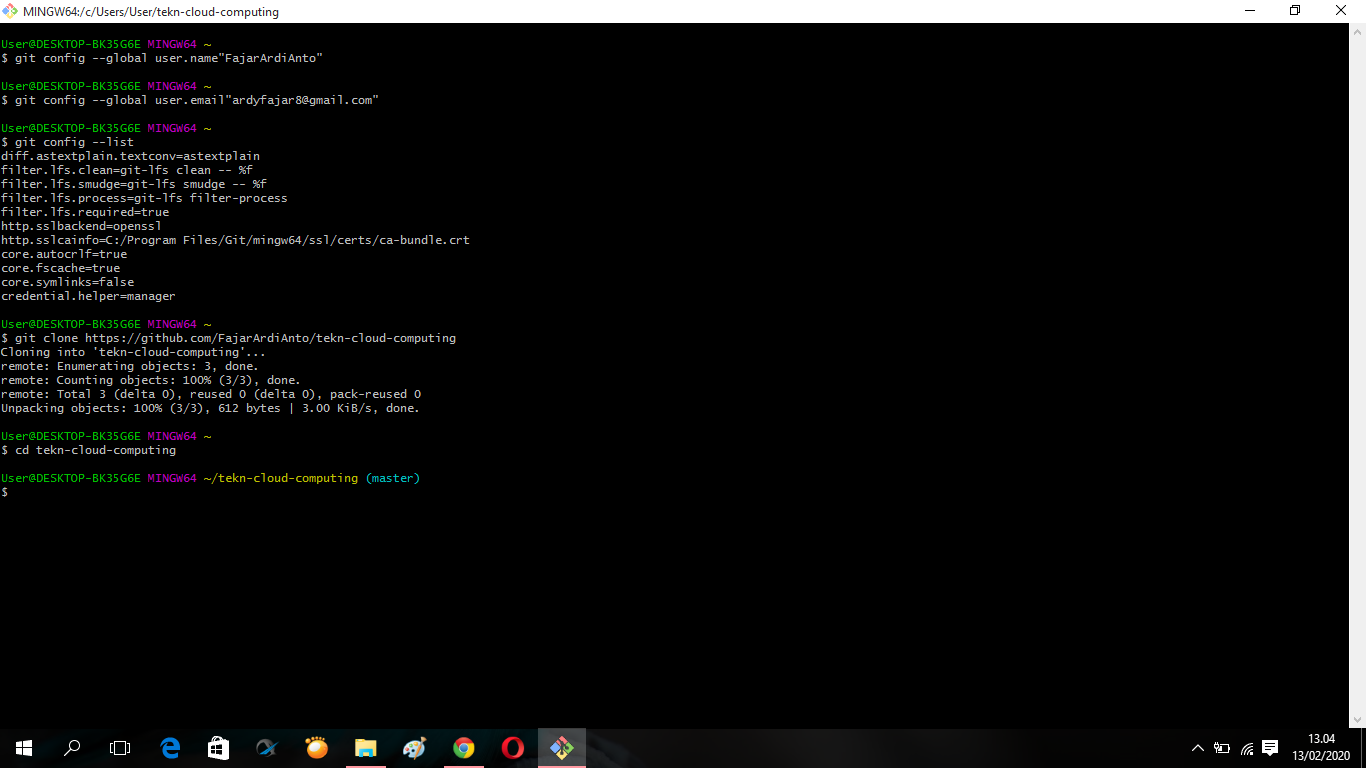 MINGW64:/c/Users/User/tekn-cloud-computing
User@DESKTOP-BK35G6E MINGW64 ~
$ git config --global user.name"FajarArdiAnto"
User@DESKTOP-BK35G6E MINGW64 ~
$ git config --global user.email"ardyfajar8@gmail.com"
User@DESKTOP-BK35G6E MINGW64 ~
$ git config --list
diff.astextplain.textconv=astextplain
filter.lfs.clean=git-lfs clean -- %f
filter.lfs.smudge=git-lfs smudge -- %f
filter.lfs.process=git-lfs filter-process
filter.lfs.required=true
http.sslbackend=openssl
http.sslcainfo=C:/Program Files/Git/mingw64/ssl/certs/ca-bundle.crt
core.autocrlf=true
core.fscache=true
core.symlinks=false
credential.helper=manager
User@DESKTOP-BK35G6E MINGW64 ~
$ git clone https://github.com/FajarArdiAnto/tekn-cloud-computing
Cloning into 'tekn-cloud-computing'...
remote: Enumerating objects: 3, done.
remote: Counting objects: 100% (3/3), done.
remote: Total 3 (delta 0), reused 0 (delta 0), pack-reused 0
Unpacking objects: 100% (3/3), 612 bytes | 3.00 KiB/s, done.
User@DESKTOP-BK35G6E MINGW64 ~
$ cd tekn-cloud-computing
User@DESKTOP-BK35G6E MINGW64 ~/tekn-cloud-computing (master)
$
13.04
13/02/2020